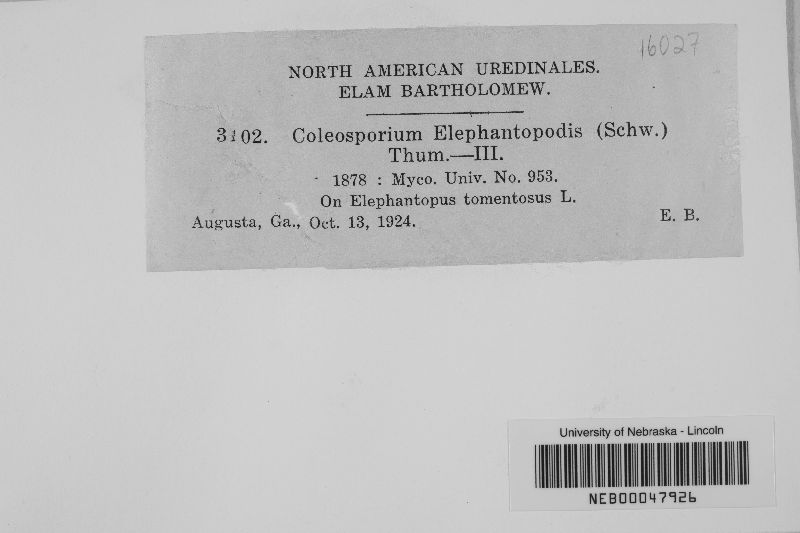 16027
NORTH AMERICAN UREDINALES.
ELAM BARTHOLOMEW.
3102. Coleosporium Elephantopodis (Schw.)
Thum.—III.
1878 : Myco. Univ. No. 953.
On Elephantopus tomentosus L.
Augusta, Ga., Oct. 13, 1924. E. B.
University of Nebraska - Lincoln
NEB00047926